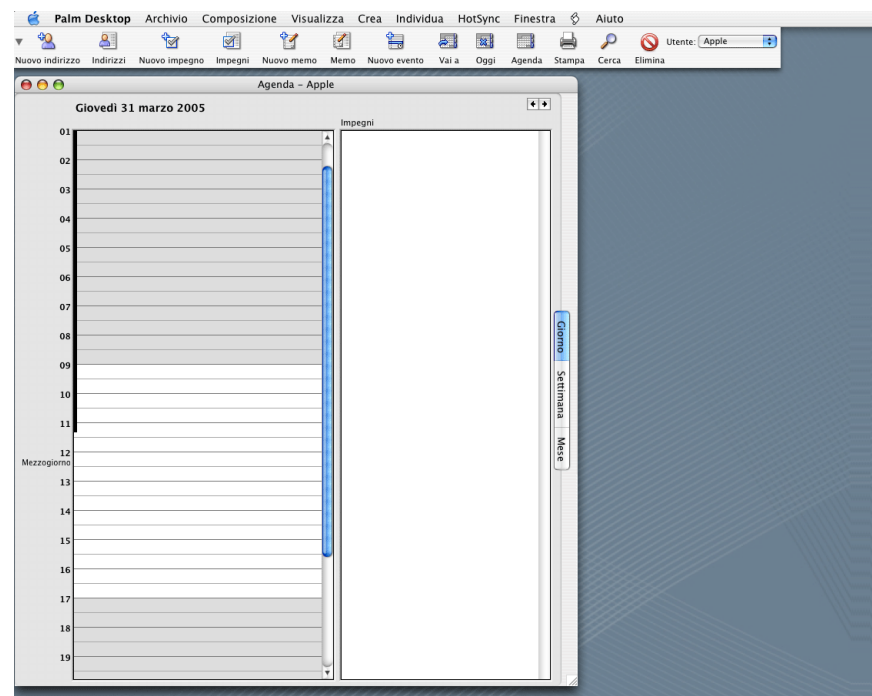 Palm Desktop Archivio Composizione Visualizza Crea Individua HotSync Finestra Aiuto
Utente: Apple
Nuovo indirizzo Indirizzi Nuovo impegno Impegni Nuovo memo Memo Nuovo evento Vai a Oggi Agenda Stampa Cerca Elimina
Agenda – Apple
Giovedì 31 marzo 2005
Impegni
01
02
03
04
05
06
07
08
09
10
11
12
Mezzogiorno
13
14
15
16
17
18
19
Giorno
Settimana
Mese